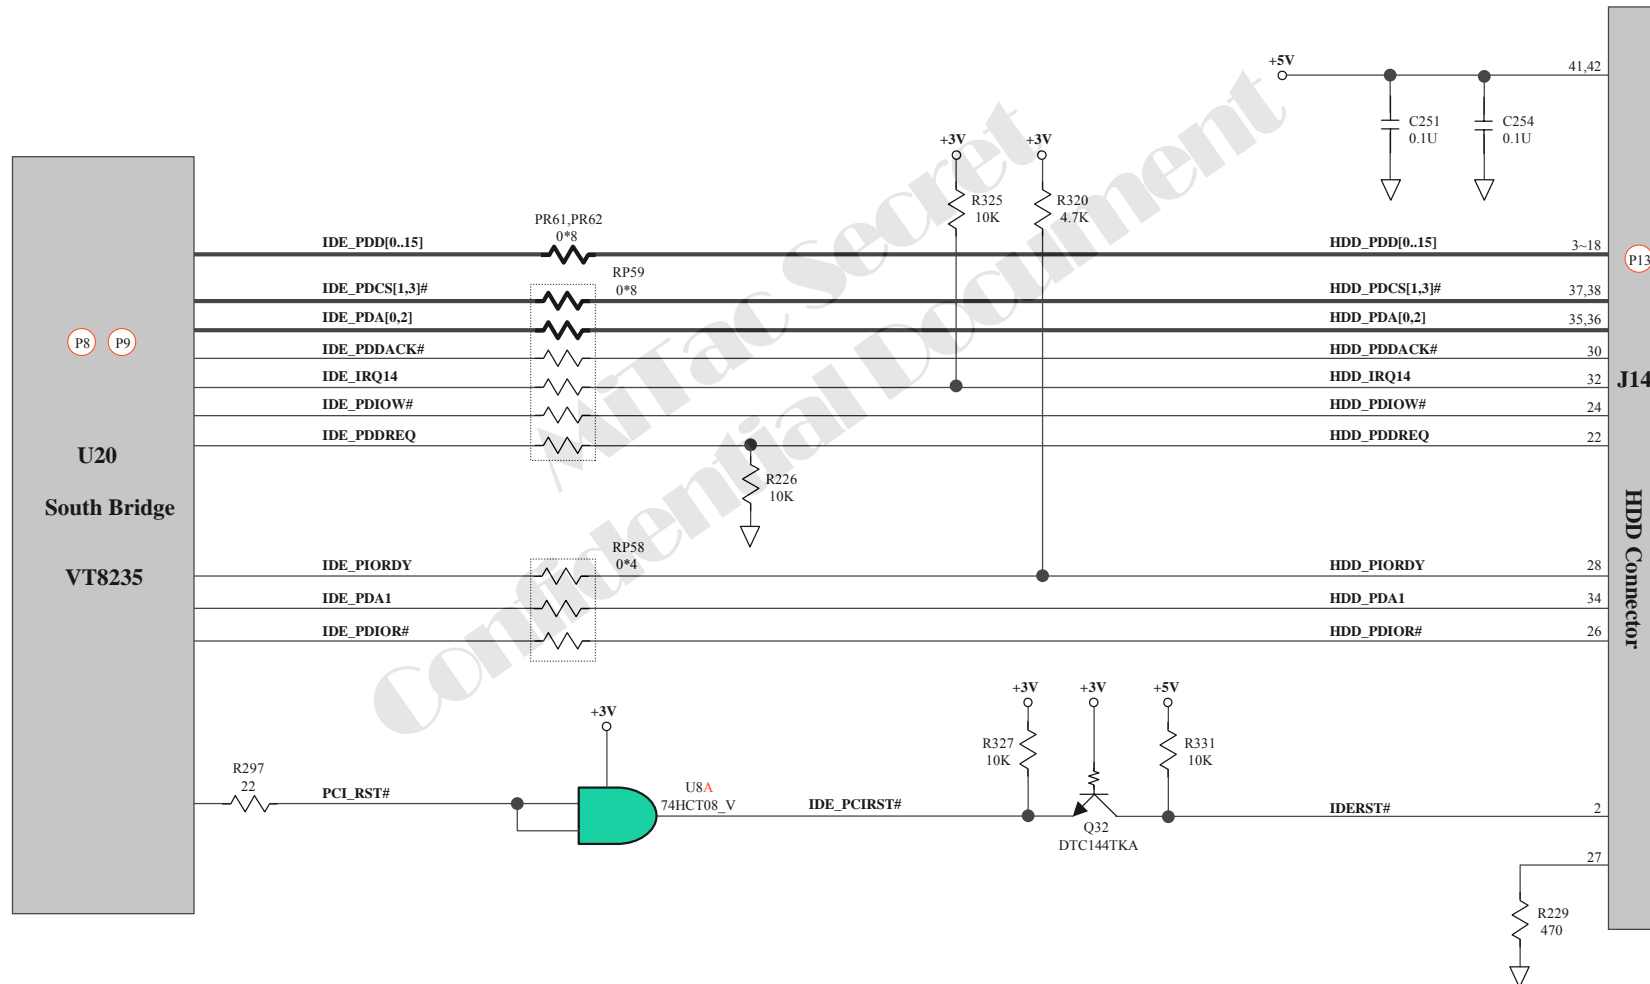 +5V
41,42
C251
0.1U
C254
0.1U
+3V
+3V
R325
10K
R320
4.7K
PR61,PR62
0*8
IDE_PDD[0..15]
HDD_PDD[0..15]
3~18
P13
RP59
0*8
IDE_PDCS[1,3]#
HDD_PDCS[1,3]#
37,38
IDE_PDA[0,2]
HDD_PDA[0,2]
35,36
P8
P9
IDE_PDDACK#
HDD_PDDACK#
30
IDE_IRQ14
HDD_IRQ14
32
J14
IDE_PDIOW#
HDD_PDIOW#
24
IDE_PDDREQ
HDD_PDDREQ
22
U20
South Bridge
VT8235
R226
10K
HDD Connector
RP58
0*4
IDE_PIORDY
HDD_PIORDY
28
IDE_PDA1
HDD_PDA1
34
IDE_PDIOR#
HDD_PDIOR#
26
MiTac Secret
Confidential Document
+3V
+3V
+3V
+5V
R327
10K
R331
10K
R297
22
PCI_RST#
U8A
74HCT08_V
IDE_PCIRST#
Q32
DTC144TKA
IDERST#
2
27
R229
470